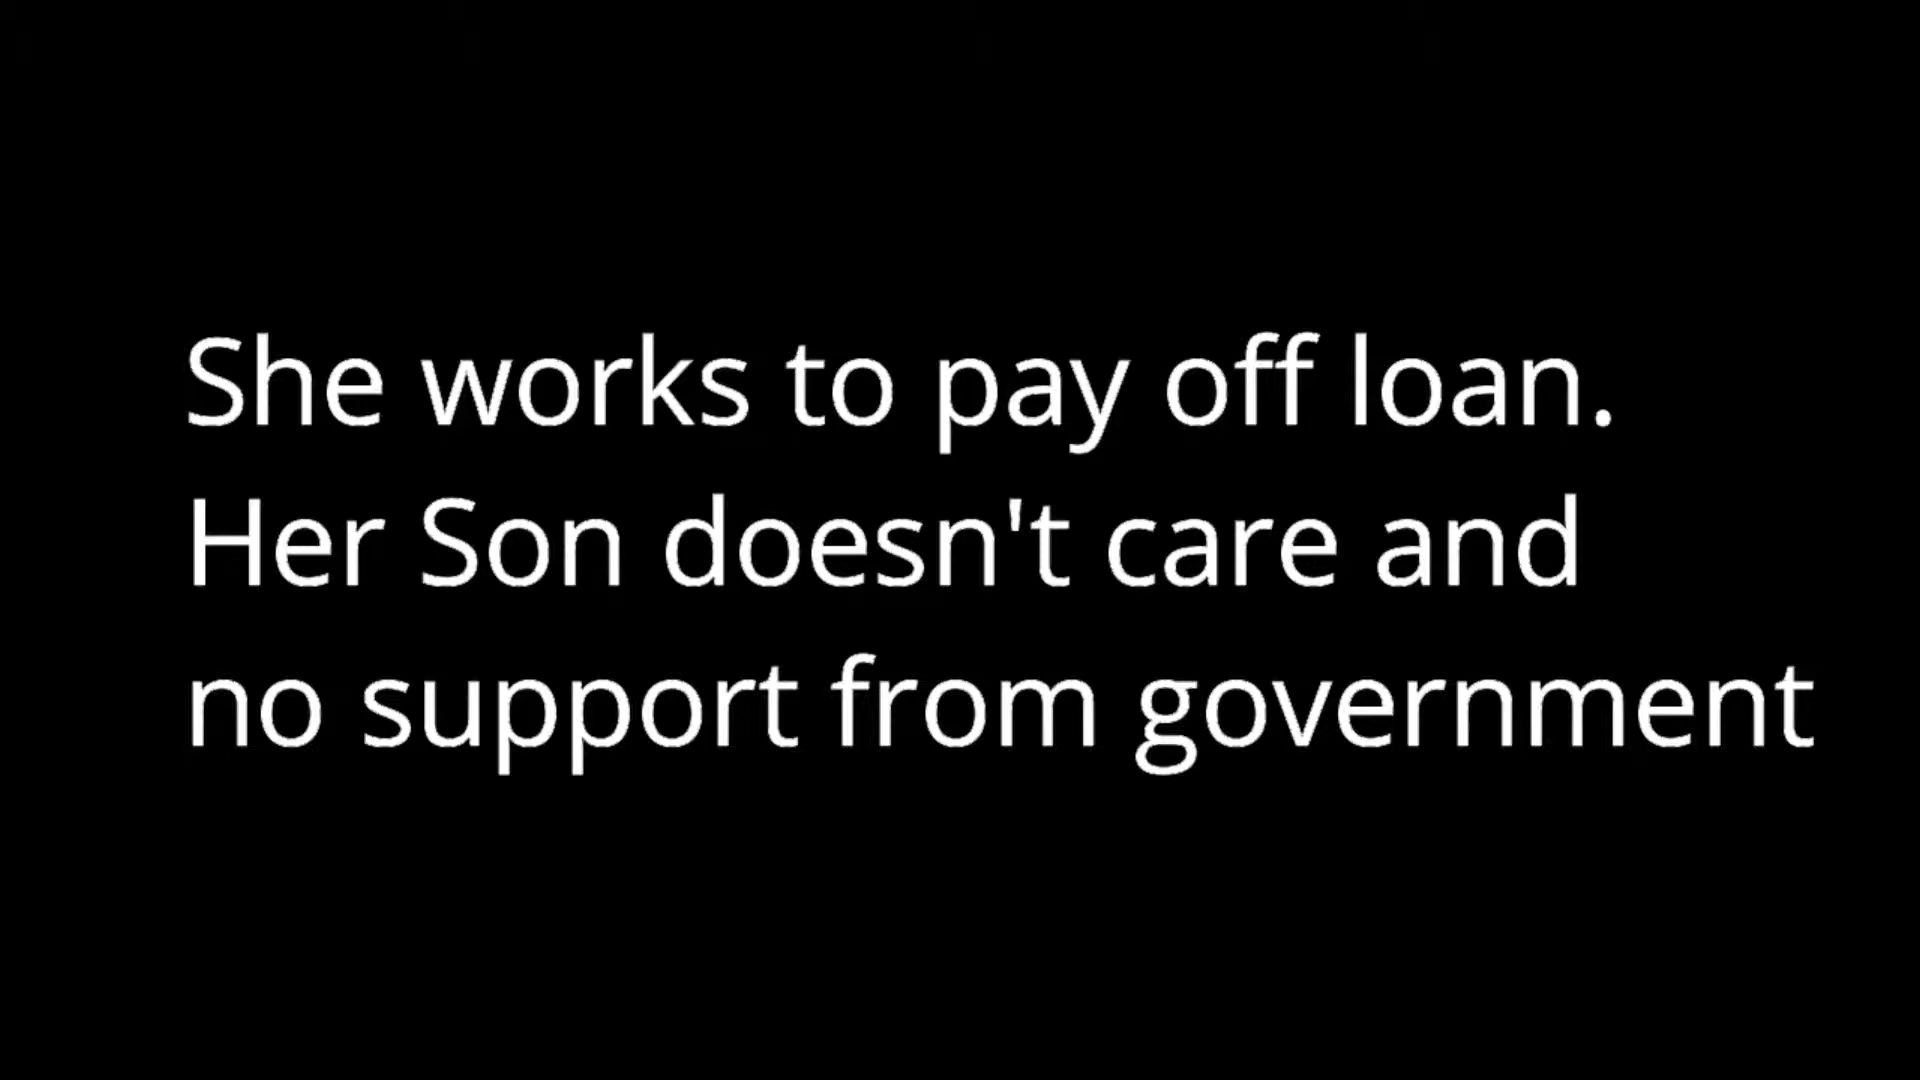 She works to pay off loan.
Her Son doesn't care and
no support from government